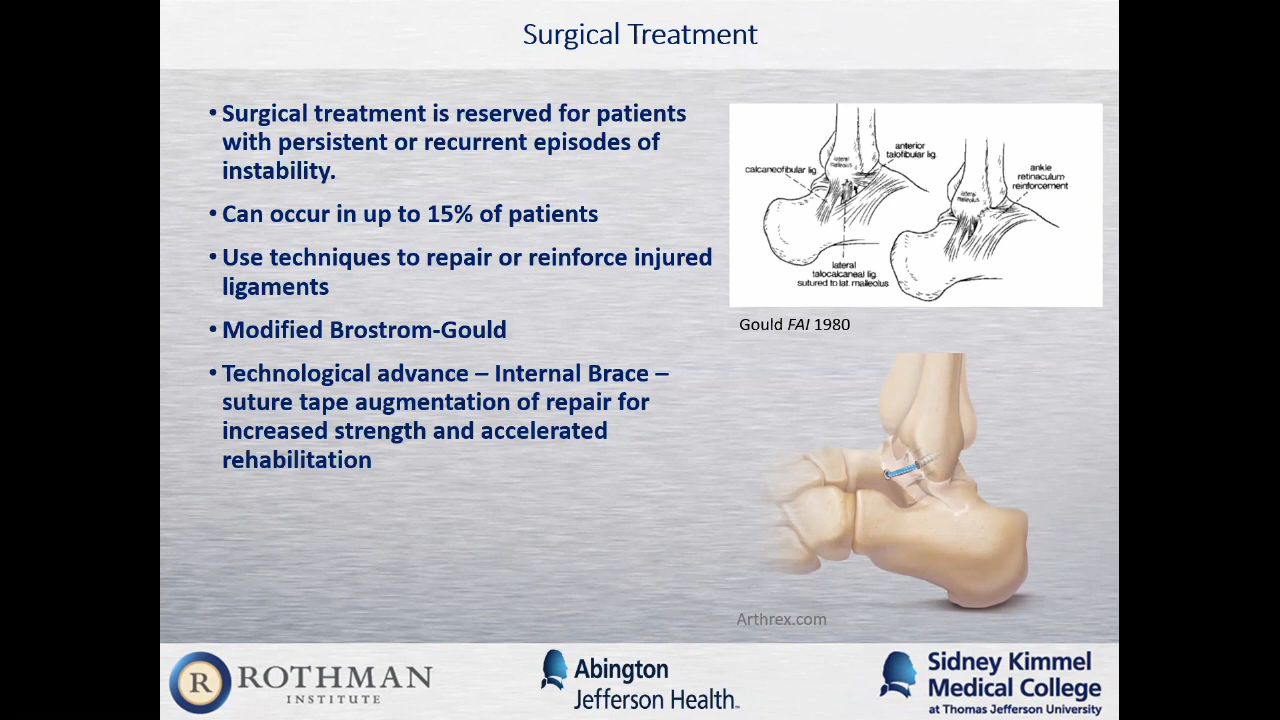 Surgical Treatment
• Surgical treatment is reserved for patients
with persistent or recurrent episodes of
instability.
• Can occur in up to 15% of patients
• Use techniques to repair or reinforce injured
ligaments
• Modified Brostrom-Gould
• Technological advance – Internal Brace –
suture tape augmentation of repair for
increased strength and accelerated
rehabilitation
calcaneofibular lig.
lateral
malleolus
anterior
talofibular lig.
lateral
talocalcaneal lig.
sutured to lat. malleolus
lateral
malleolus
ankle
retinaculum
reinforcement
Gould FAI 1980
Arthrex.com
R
ROTHMAN
INSTITUTE
Abington
Jefferson Health™
Sidney Kimmel
Medical College
at Thomas Jefferson University